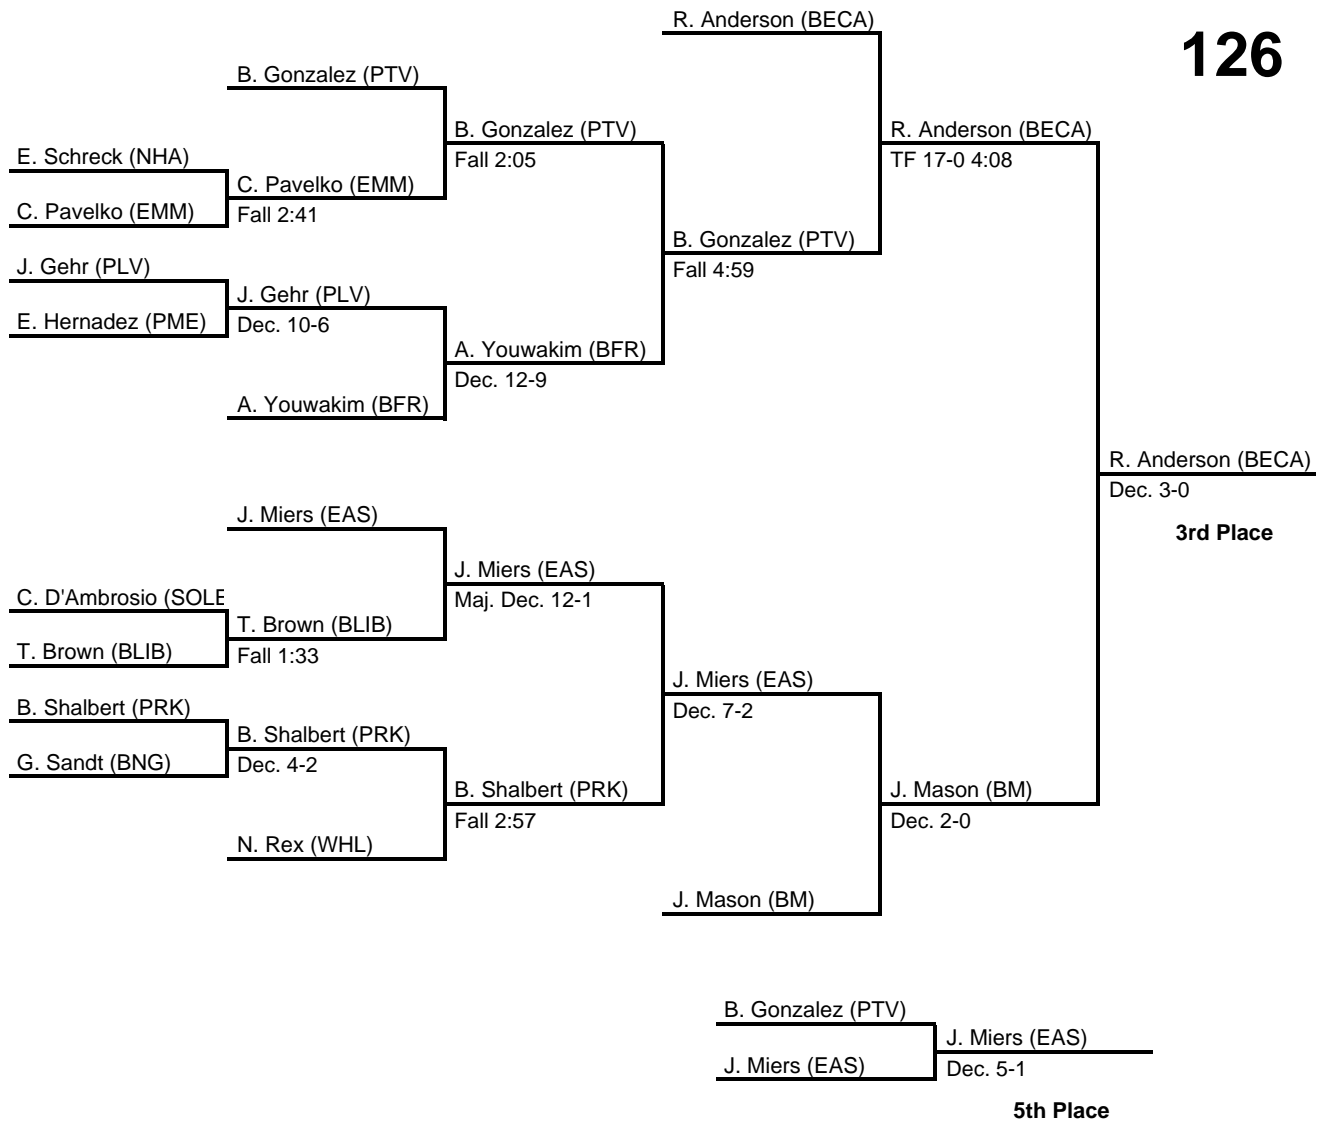 R. Anderson (BECA)
126
B. Gonzalez (PTV)
B. Gonzalez (PTV)
Fall 2:05
R. Anderson (BECA)
TF 17-0 4:08
E. Schreck (NHA)
C. Pavelko (EMM)
Fall 2:41
C. Pavelko (EMM)
B. Gonzalez (PTV)
Fall 4:59
J. Gehr (PLV)
J. Gehr (PLV)
Dec. 10-6
E. Hernadez (PME)
A. Youwakim (BFR)
Dec. 12-9
A. Youwakim (BFR)
R. Anderson (BECA)
Dec. 3-0
3rd Place
J. Miers (EAS)
J. Miers (EAS)
Maj. Dec. 12-1
C. D'Ambrosio (SOLE
T. Brown (BLIB)
Fall 1:33
T. Brown (BLIB)
J. Miers (EAS)
Dec. 7-2
B. Shalbert (PRK)
B. Shalbert (PRK)
Dec. 4-2
G. Sandt (BNG)
B. Shalbert (PRK)
Fall 2:57
J. Mason (BM)
Dec. 2-0
N. Rex (WHL)
J. Mason (BM)
B. Gonzalez (PTV)
J. Miers (EAS)
Dec. 5-1
J. Miers (EAS)
5th Place